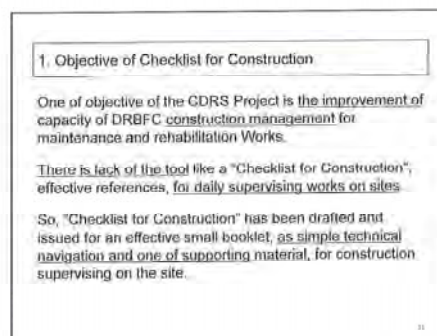 1. Objective of Checklist for Construction
One of objective of the CDRS Project is the improvement of
capacity of DRBFC construction management for
maintenance and rehabilitation Works.
There is lack of the tool like a "Checklist for Construction",
effective references, for daily supervising works on sites
So, "Checklist for Construction" has been drafted and
issued for an effective small booklet, as simple technical
navigation and one of supporting material, for construction
supervising on the site.